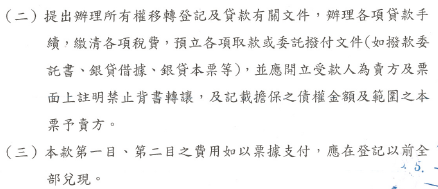 (二)提出辦理所有權移轉登記及貸款有關文件,辦理各項貸款手
續,繳清各項稅費,預立各項取款或委託撥付文件(如撥款委
託書、銀貸借據、銀貸本票等),並應開立受款人為賣方及票
面上註明禁止背書轉讓,及記載擔保之債權金額及範圍之本
票予賣方。
(三)本款第一目、第二目之費用如以票據支付,應在登記以前全
部兌現。